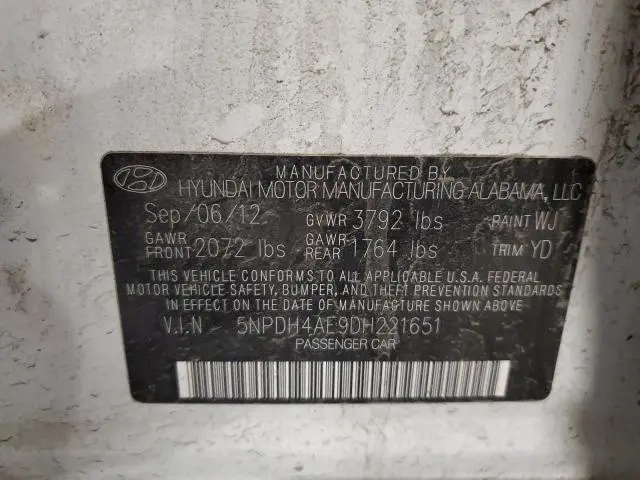 MANUFACTURED BY
HYUNDAI MOTOR MANUFACTURING ALABAMA, LLC
Sep/06/12 GVWR 3792 lbs PAINT WJ
GAWR FRONT 2072 lbs GAWR REAR 1764 lbs TRIM YD
THIS VEHICLE CONFORMS TO ALL APPLICABLE U.S.A. FEDERAL
MOTOR VEHICLE SAFETY, BUMPER, AND THEFT PREVENTION STANDARDS
IN EFFECT ON THE DATE OF MANUFACTURE SHOWN ABOVE.
V.I.N 5NPDH4AE9DH221651
PASSENGER CAR